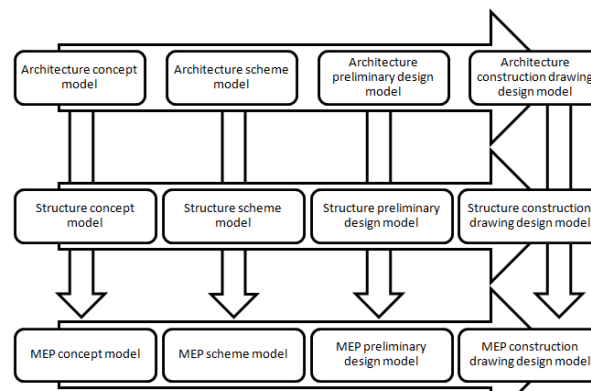 Architecture concept
model
Architecture scheme
model
Architecture
preliminary design
model
Architecture
construction drawing
design model
Structure concept
model
Structure scheme
model
Structure preliminary
design model
Structure construction
drawing design model
MEP concept model
MEP scheme model
MEP preliminary
design model
MEP construction
drawing design model